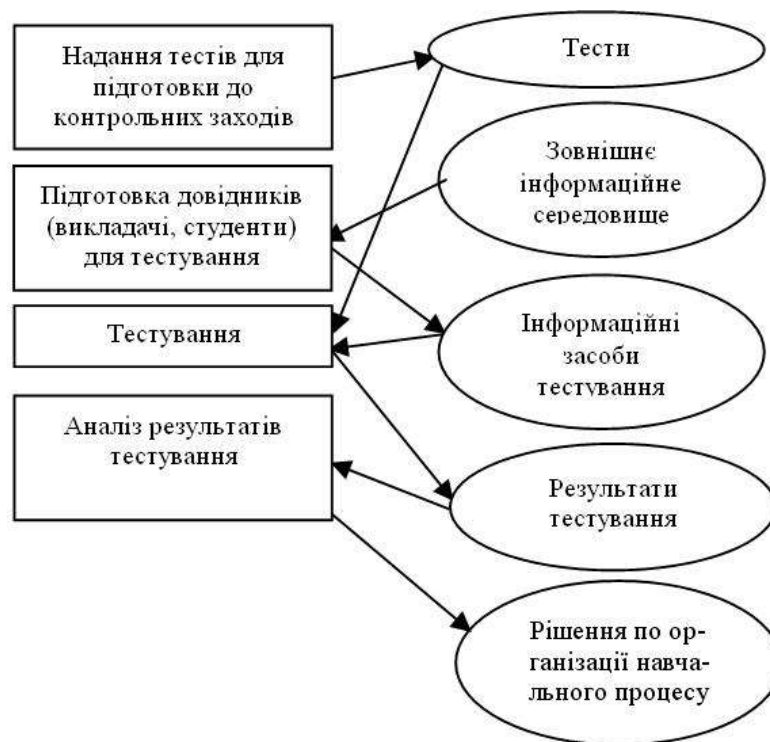 Надання тестів для
підготовки до
контрольних заходів
Тести
Зовнішнє
інформаційне
середовище
Підготовка довідників
(викладачі, студенти)
для тестування
Тестування
Інформаційні
засоби
тестування
Аналіз результатів
тестування
Результати
тестування
Рішення по ор-
ганізації навча-
льного процесу